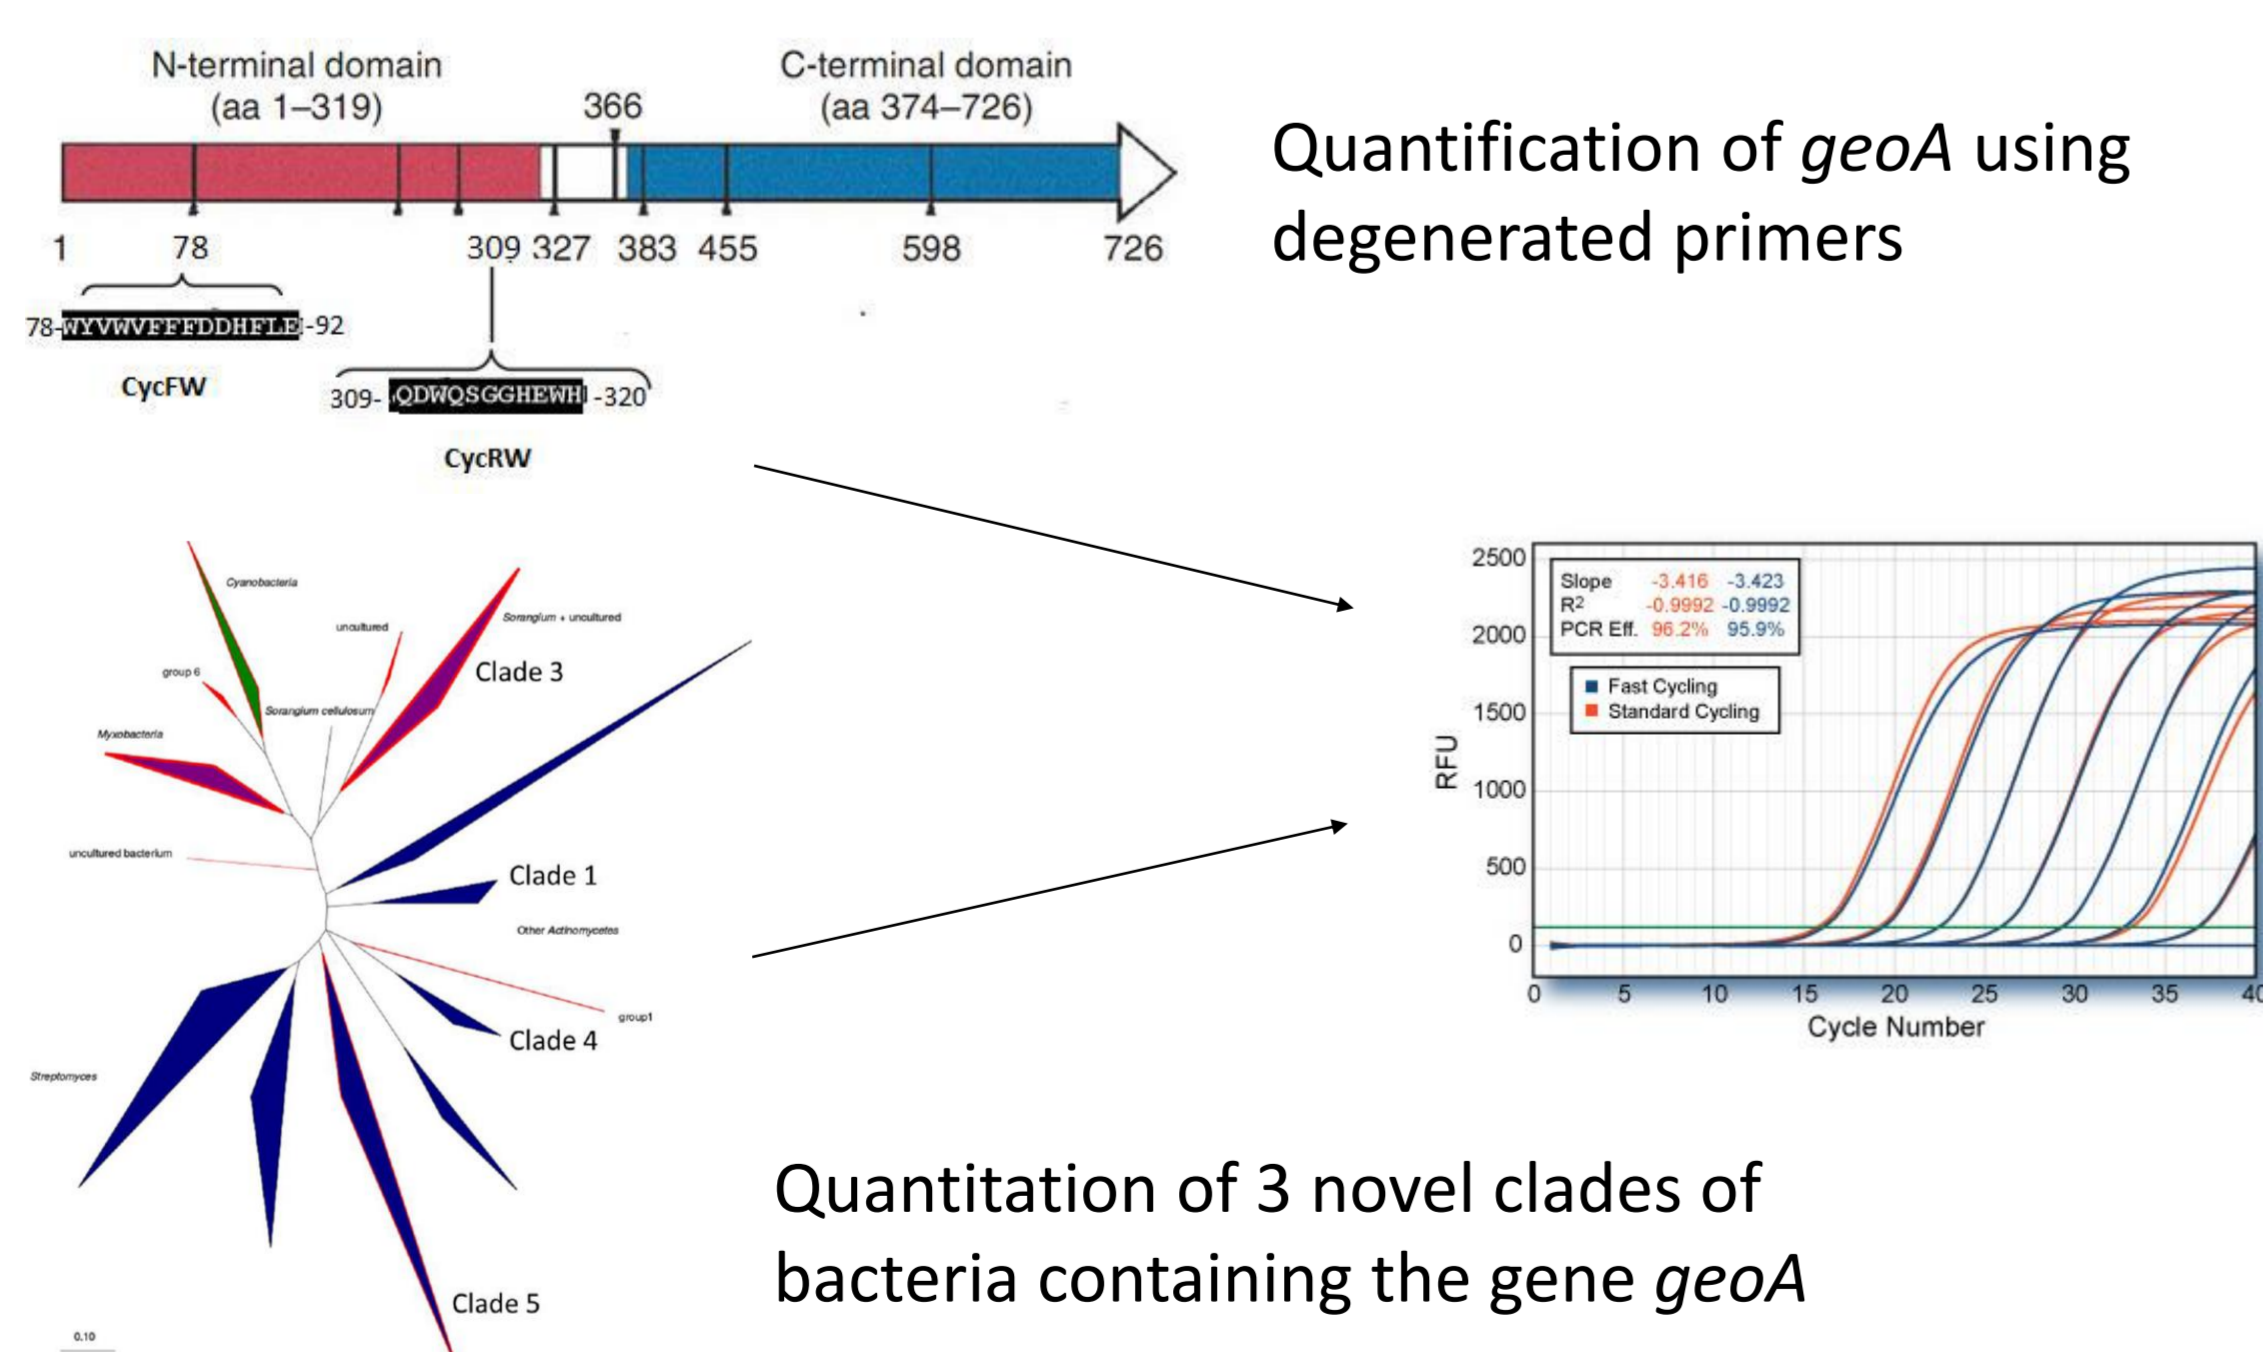 N-terminal domain
(aa 1–319)
C-terminal domain
(aa 374–726)
366
1 78 309 327 383 455 598 726
78-WYVWVFFFDDHFLE-92
CycFW
309- QDWQSGGHEWH -320
CycRW
Quantification of geoA using
degenerated primers
Cyanobacteria
uncultured
Sorangium + uncultured
Clade 3
group 6
Sorangium cellulosum
Myxobacteria
uncultured bacterium
Clade 1
Other Actinomycetes
group1
Clade 4
Streptomyces
Clade 5
0.10
2500
2000
1500
1000
500
0
RFU
Slope -3.416 -3.423
R2 -0.9992 -0.9992
PCR Eff. 96.2% 95.9%
Fast Cycling
Standard Cycling
0 5 10 15 20 25 30 35 40
Cycle Number
Quantitation of 3 novel clades of
bacteria containing the gene geoA